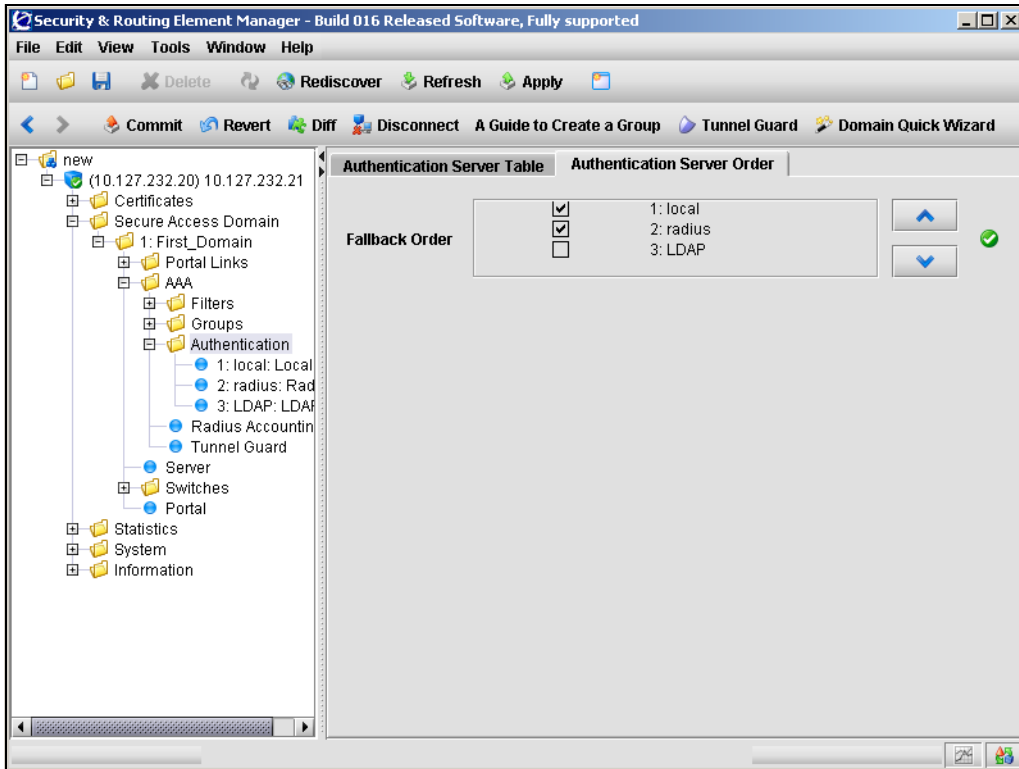 Security & Routing Element Manager - Build 016 Released Software, Fully supported
File Edit View Tools Window Help
Delete Rediscover Refresh Apply
Commit Revert Diff Disconnect A Guide to Create a Group Tunnel Guard Domain Quick Wizard
new
(10.127.232.20) 10.127.232.21
Certificates
Secure Access Domain
1: First_Domain
Portal Links
AAA
Filters
Groups
Authentication
1: local: Local
2: radius: Rad
3: LDAP: LDAF
Radius Accountin
Tunnel Guard
Server
Switches
Portal
Statistics
System
Information
Authentication Server Table Authentication Server Order
Fallback Order
1: local
2: radius
3: LDAP